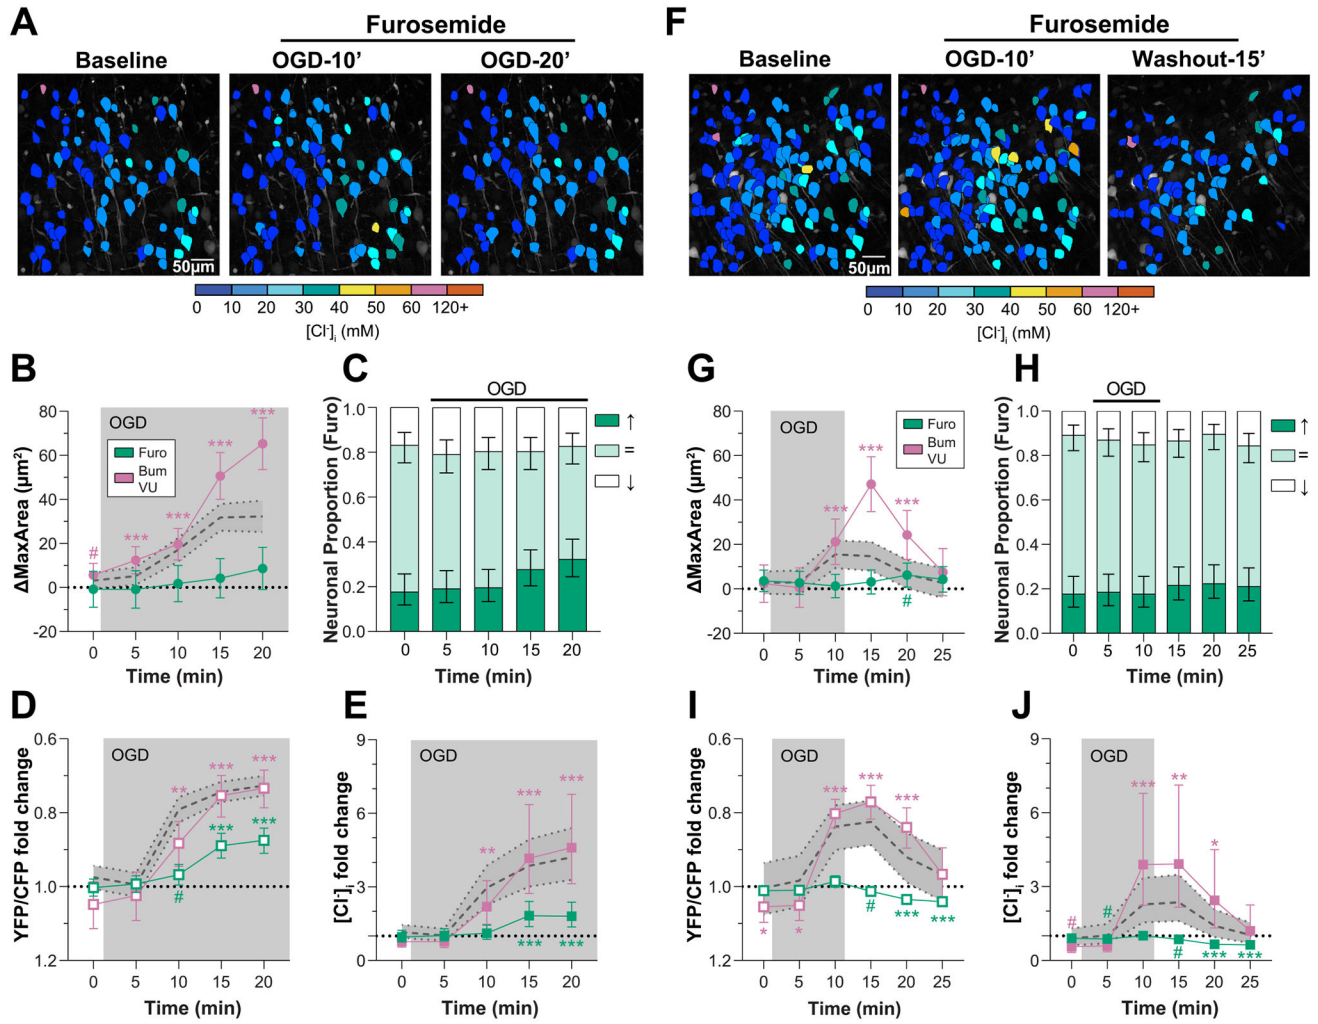 A
Furosemide
Baseline
OGD-10’
OGD-20’
50µm
0 10 20 30 40 50 60 120+
[Cl-]i (mM)
F
Furosemide
Baseline
OGD-10’
Washout-15’
50µm
0 10 20 30 40 50 60 120+
[Cl-]i (mM)
B
ΔMaxArea (µm²)
80
60
40
20
0
-20
OGD
Furo
Bum
VU
#
***
***
***
***
0 5 10 15 20
Time (min)
C
Neuronal Proportion (Furo)
OGD
1.0
0.8
0.6
0.4
0.2
0.0
↑
=
↓
0 5 10 15 20
Time (min)
G
ΔMaxArea (µm²)
80
60
40
20
0
-20
OGD
Furo
Bum
VU
***
***
***
#
0 5 10 15 20 25
Time (min)
H
Neuronal Proportion (Furo)
OGD
1.0
0.8
0.6
0.4
0.2
0.0
↑
=
↓
0 5 10 15 20 25
Time (min)
D
YFP/CFP fold change
0.6
0.8
1.0
1.2
OGD
**
***
***
#
***
***
0 5 10 15 20
Time (min)
E
[Cl-]i fold change
9
6
3
0
OGD
**
***
***
***
***
0 5 10 15 20
Time (min)
I
YFP/CFP fold change
0.6
0.8
1.0
1.2
OGD
***
***
***
*
*
#
***
***
0 5 10 15 20 25
Time (min)
J
[Cl-]i fold change
9
6
3
0
OGD
#
#
***
**
*
#
***
***
0 5 10 15 20 25
Time (min)